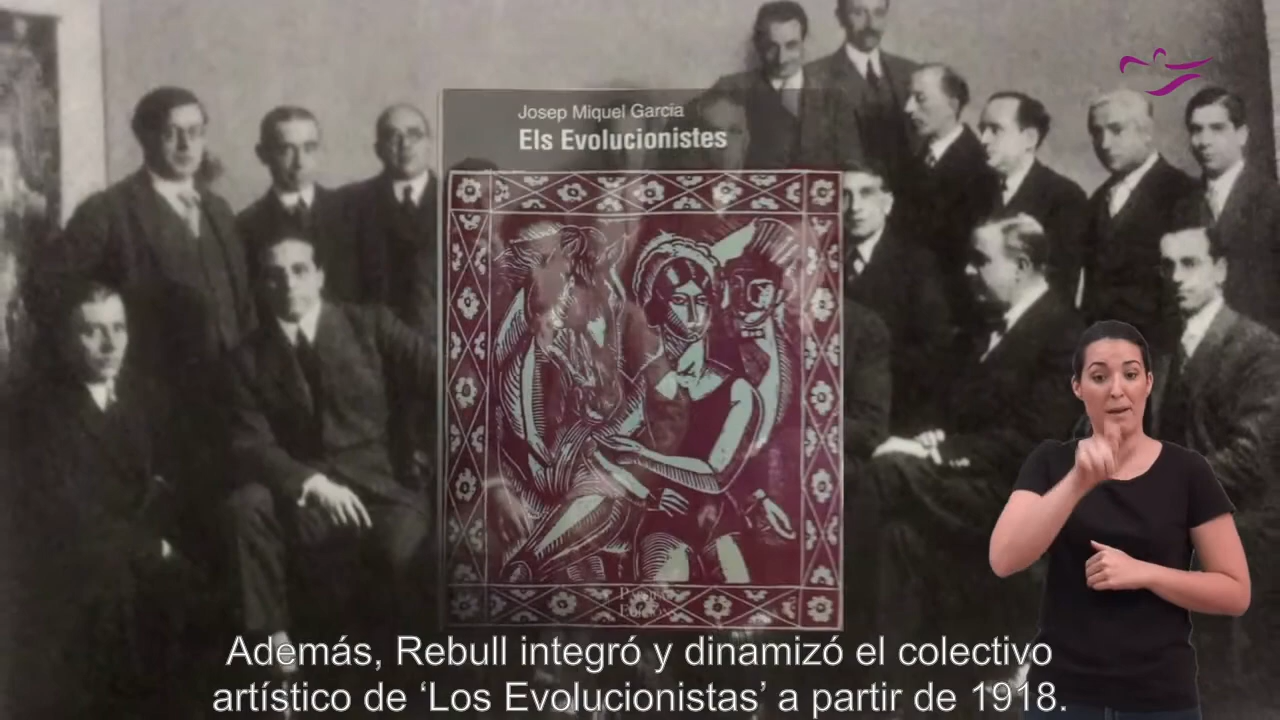 Josep Miquel Garcia
Els Evolucionistes
Además, Rebull integró y dinamizó el colectivo
artístico de ‘Los Evolucionistas’ a partir de 1918.